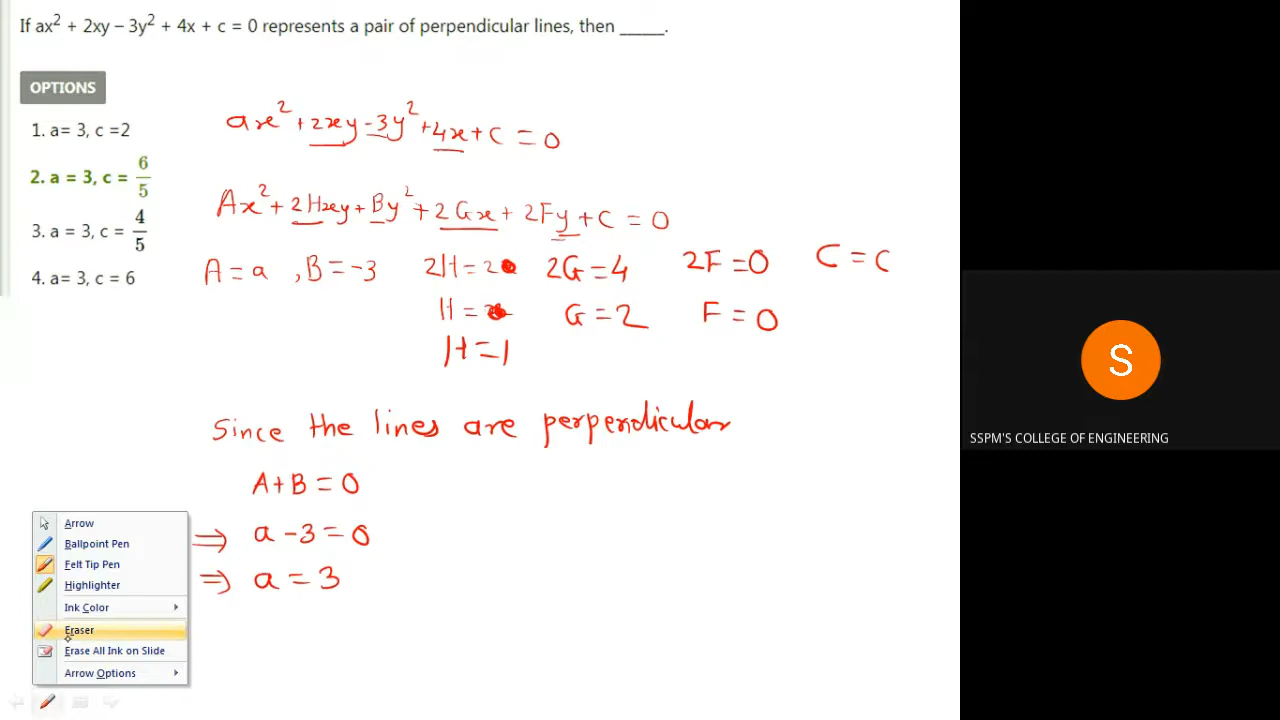 If ax² + 2xy – 3y² + 4x + c = 0 represents a pair of perpendicular lines, then _____.
OPTIONS
1. a= 3, c =2
2. a = 3, c = 6/5
3. a = 3, c = 4/5
4. a= 3, c = 6
ax² + 2xy - 3y² + 4x + c = 0
Ax² + 2Hxy + By² + 2Gx + 2Fy + C = 0
A = a , B = -3 2H = 2 2G = 4 2F = 0 C = c
H = G = 2 F = 0
H = 1
Since the lines are perpendicular
A + B = 0
⇒ a - 3 = 0
⇒ a = 3
Arrow
Ballpoint Pen
Felt Tip Pen
Highlighter
Ink Color
Eraser
Erase All Ink on Slide
Arrow Options
S
SSPM'S COLLEGE OF ENGINEERING